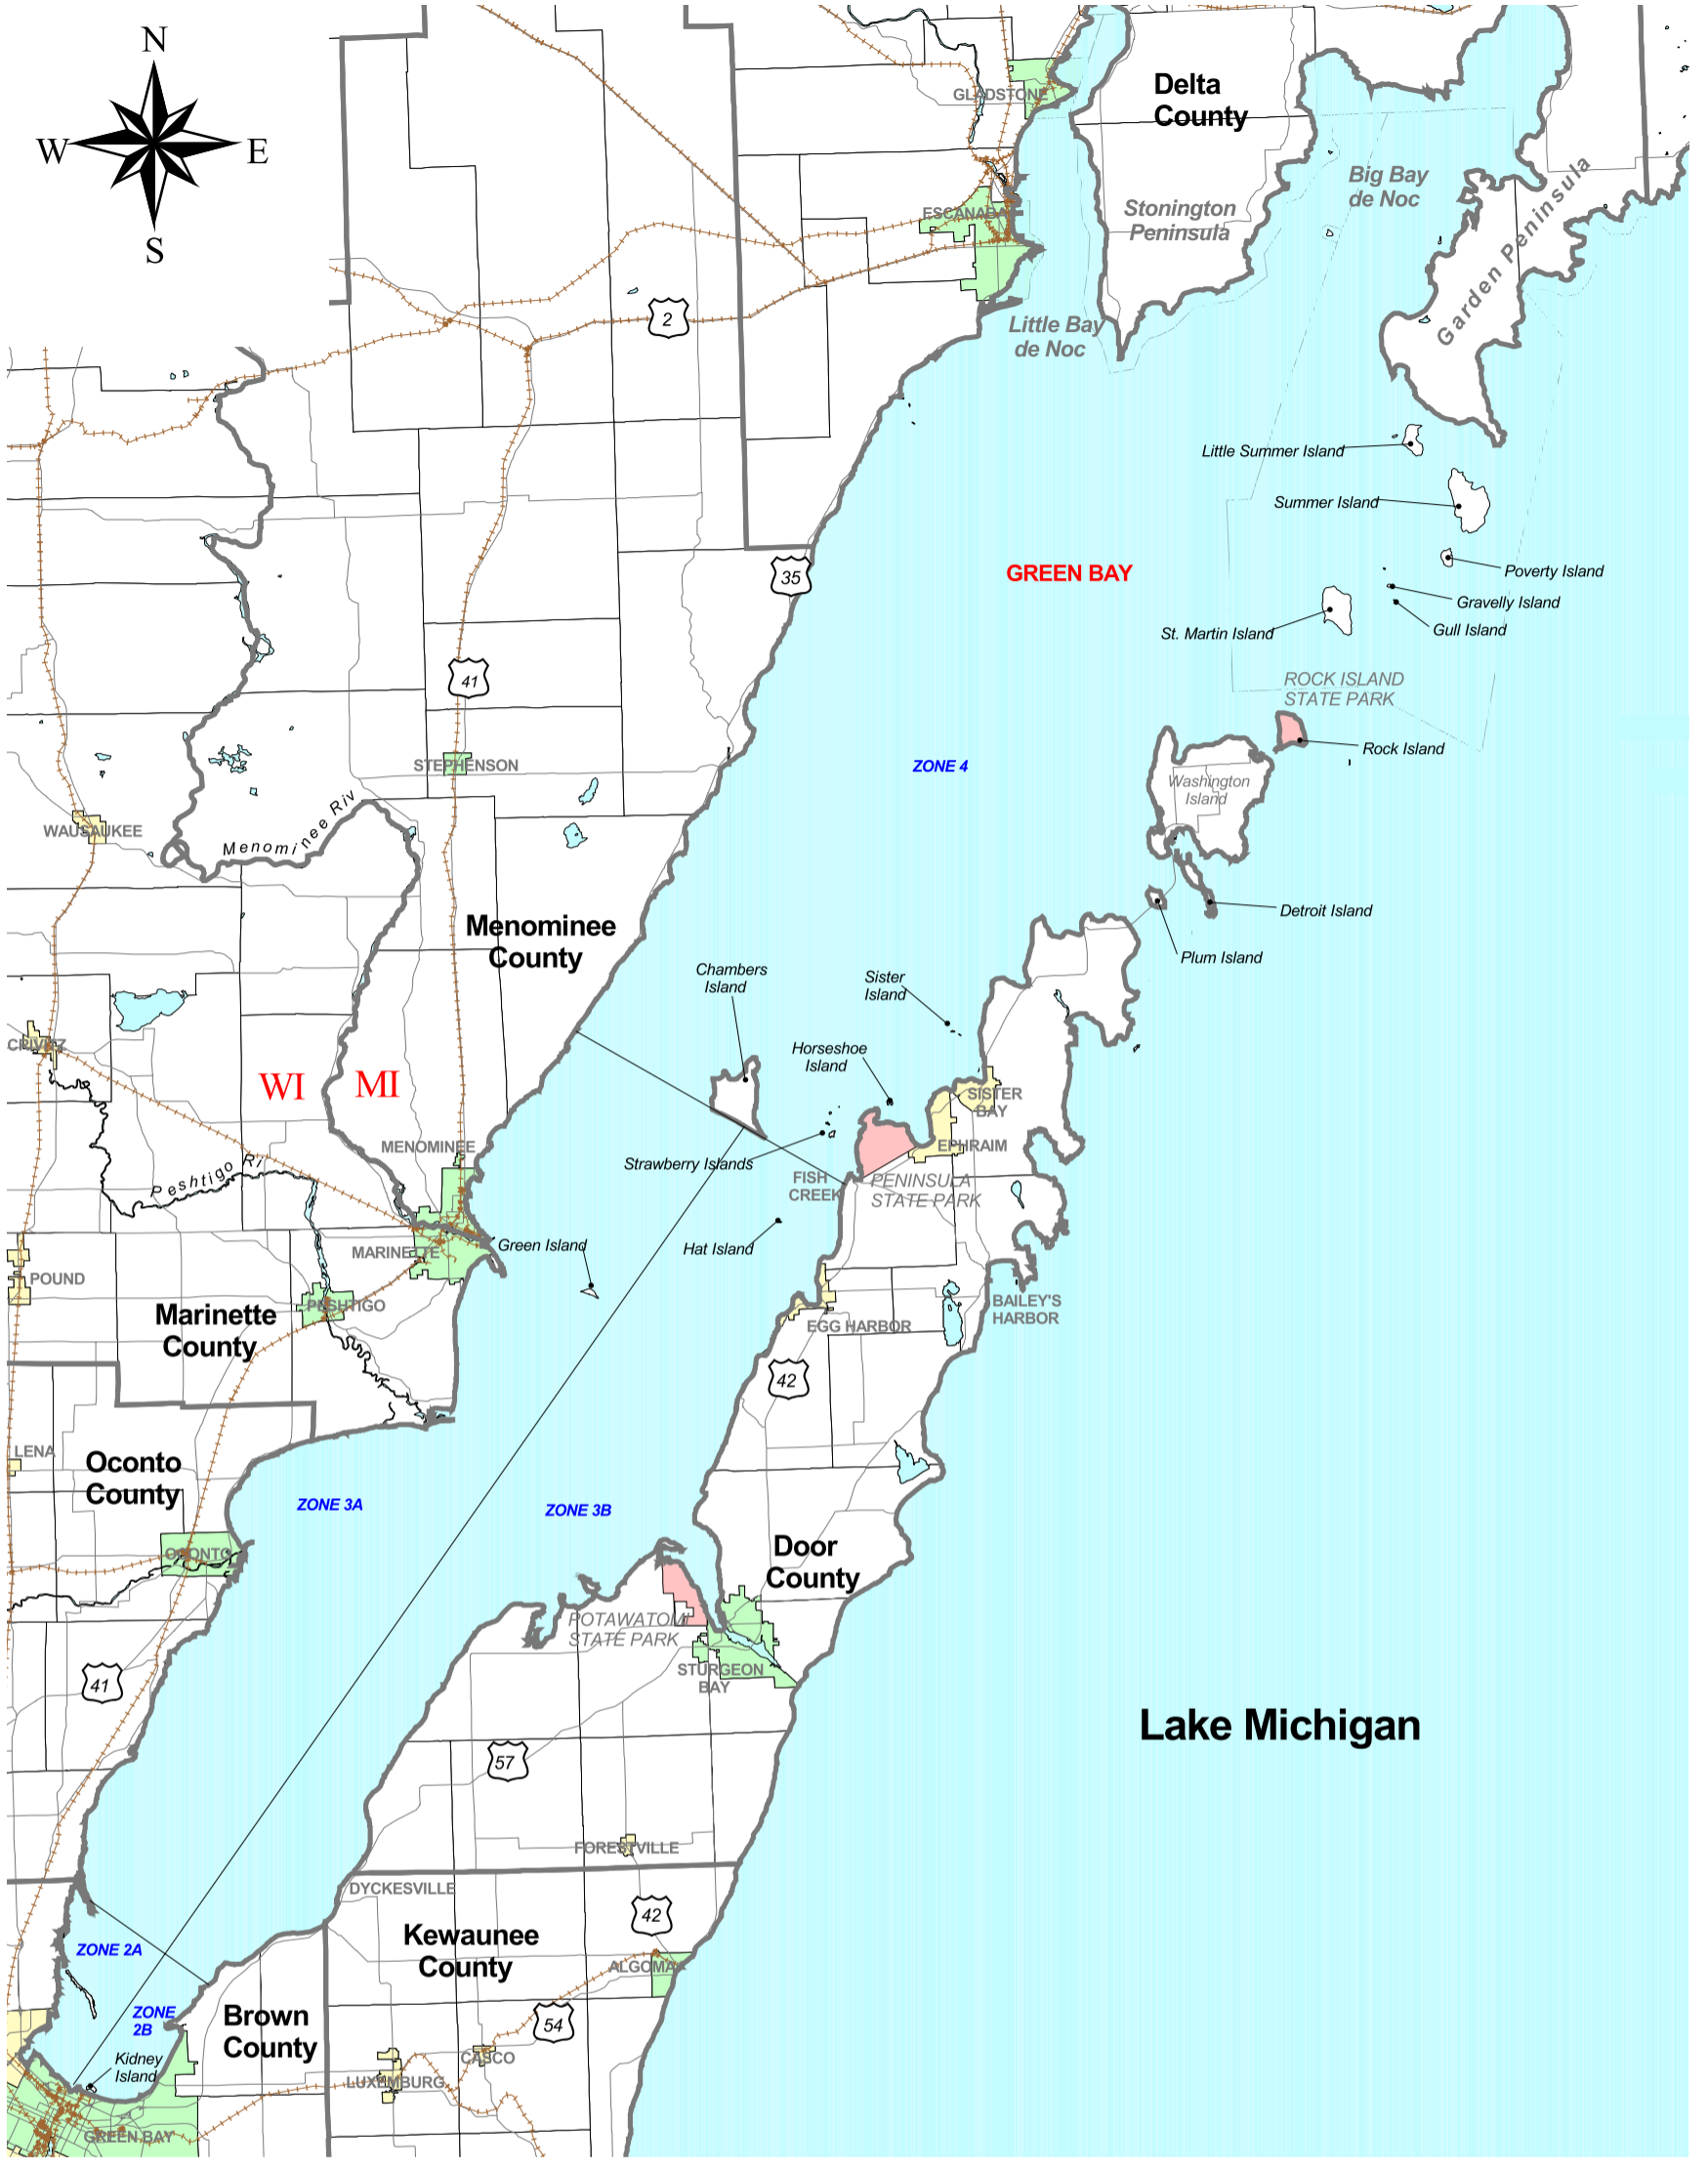 N
W
E
S
GLADSTONE
Delta
County
Big Bay
de Noc
Stonington
Peninsula
Garden Peninsula
ESCANABA
2
Little Bay
de Noc
Little Summer Island
Summer Island
35
GREEN BAY
Poverty Island
Gravelly Island
Gull Island
St. Martin Island
41
ROCK ISLAND
STATE PARK
Rock Island
STEPHENSON
ZONE 4
Washington
Island
WAUSAUKEE
Menominee Riv
Menominee
County
Detroit Island
Plum Island
Chambers
Island
Sister
Island
CRIVITZ
Horseshoe
Island
WI
MI
SISTER
BAY
MENOMINEE
EPHRAIM
Strawberry Islands
Peshtigo Ri
FISH
CREEK
PENINSULA
STATE PARK
MARINETTE
Green Island
Hat Island
POUND
PESHTIGO
Marinette
County
BAILEY'S
HARBOR
EGG HARBOR
42
LENA
Oconto
County
ZONE 3A
ZONE 3B
OCONTO
Door
County
POTAWATOMI
STATE PARK
41
STURGEON
BAY
Lake Michigan
57
FORESTVILLE
DYCKESVILLE
42
Kewaunee
County
ZONE 2A
ALGOMA
ZONE
2B
Brown
County
54
Kidney
Island
CASCO
LUXEMBURG
GREEN BAY